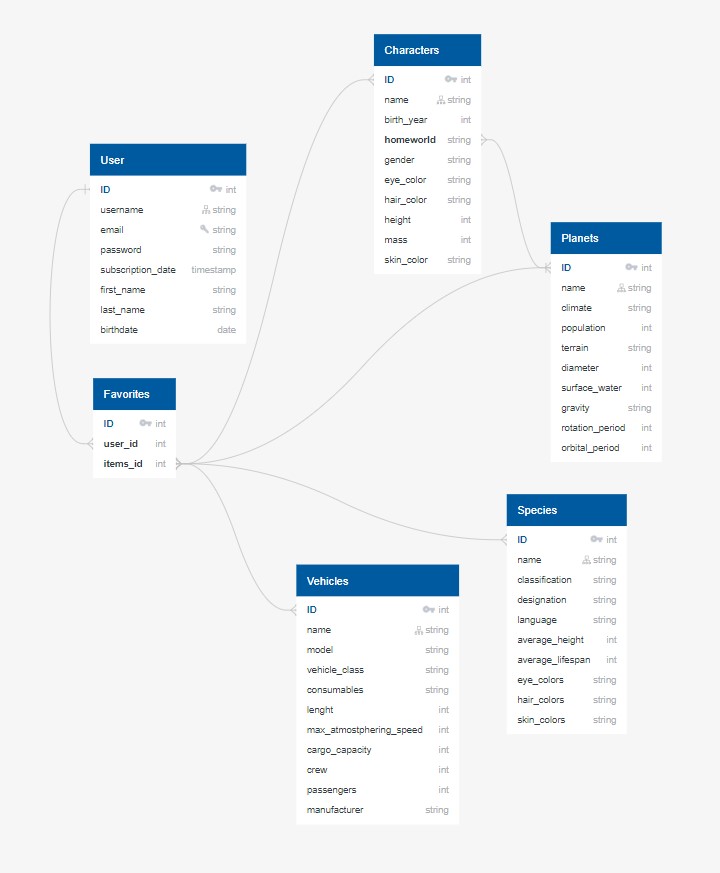 Characters
ID int
name string
birth_year int
homeworld string
gender string
eye_color string
hair_color string
height int
mass int
skin_color string
User
ID int
username string
email string
password string
subscription_date timestamp
first_name string
last_name string
birthdate date
Planets
ID int
name string
climate string
population int
terrain string
diameter int
surface_water int
gravity string
rotation_period int
orbital_period int
Favorites
ID int
user_id int
items_id int
Species
ID int
name string
classification string
designation string
language string
average_height int
average_lifespan int
eye_colors string
hair_colors string
skin_colors string
Vehicles
ID int
name string
model string
vehicle_class string
consumables string
lenght int
max_atmostphering_speed int
cargo_capacity int
crew int
passengers int
manufacturer string